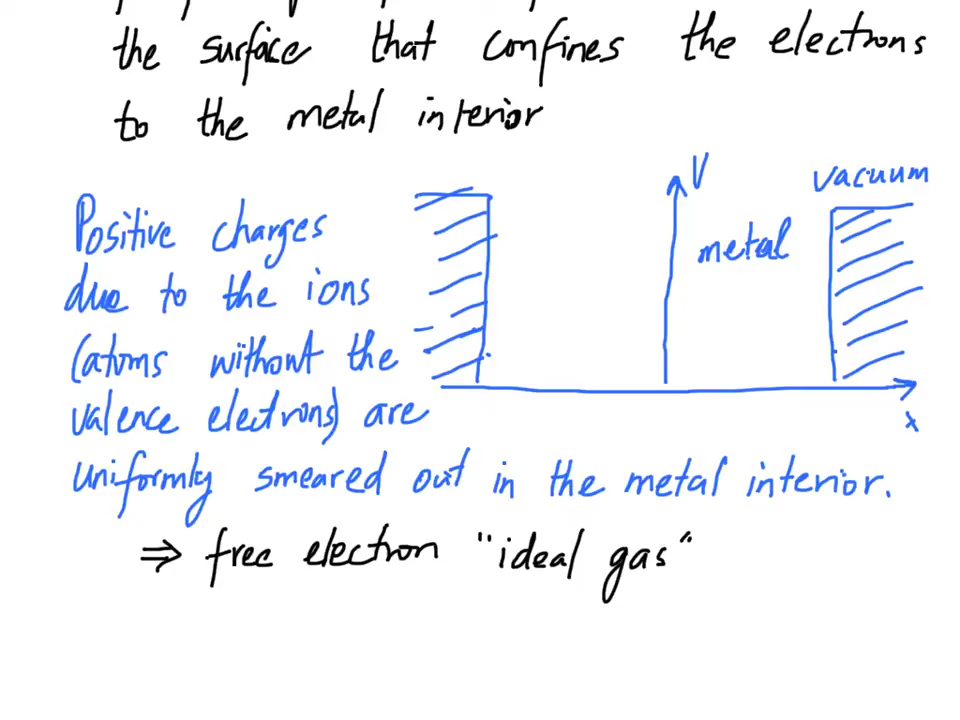 the surface that confines the electrons
to the metal interior
V
vacuum
metal
x
Positive charges
due to the ions
(atoms without the
valence electrons) are
uniformly smeared out in the metal interior.
⇒ free electron "ideal gas"